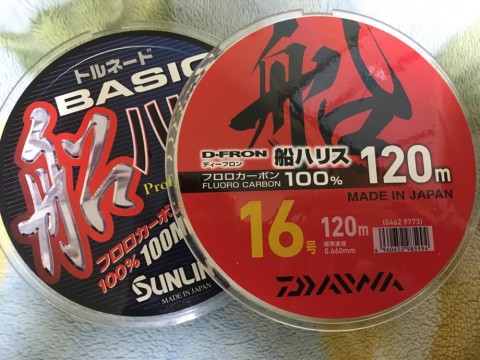 トルネード
BASIC
船ハ
Pro
フロロカーボン
100% 100M
SUNLIN
MADE IN JAPAN
船
D-FRON 船ハリス 120m
ディーフロン
フロロカーボン 100%
FLUORO CARBON
MADE IN JAPAN
16号 120m
標準直径
0.660mm
(0462 9773)
DAIWA